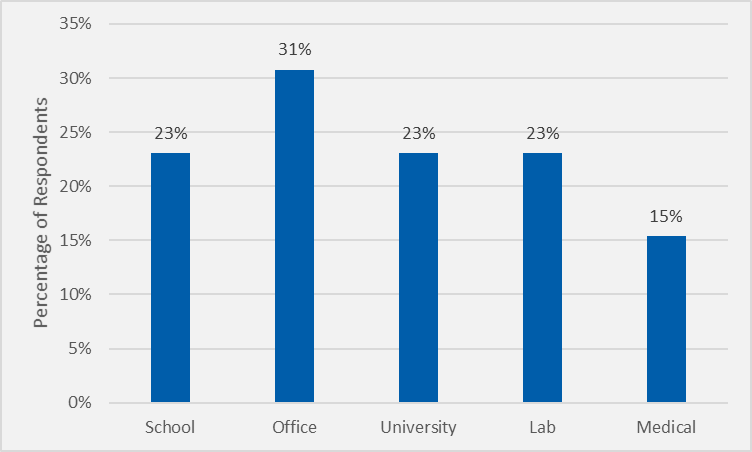 35%
30%
25%
20%
15%
10%
5%
0%
Percentage of Respondents
23%
31%
23%
23%
15%
School
Office
University
Lab
Medical